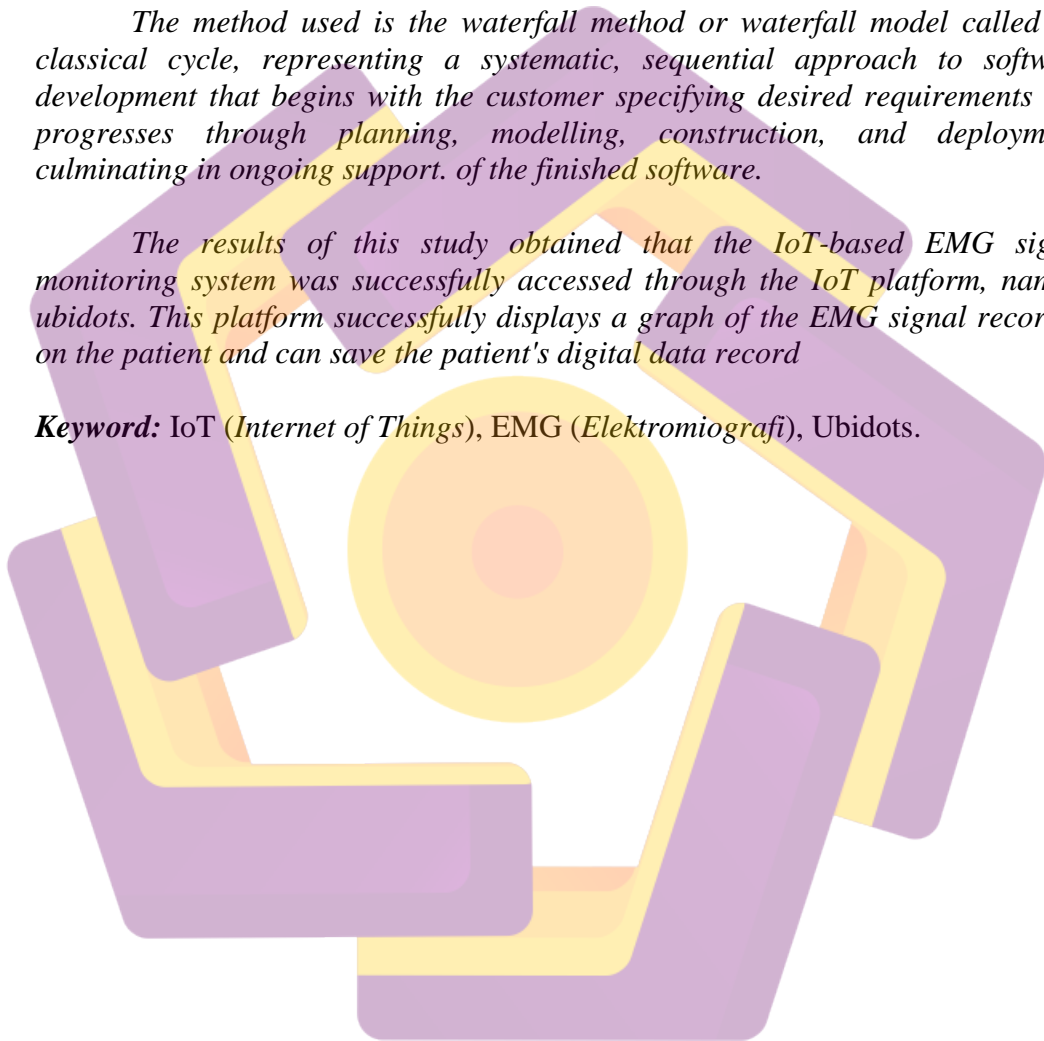 The method used is the waterfall method or waterfall model called
classical cycle, representing a systematic, sequential approach to softw
development that begins with the customer specifying desired requirements
progresses through planning, modelling, construction, and deploym
culminating in ongoing support. of the finished software.
The results of this study obtained that the IoT-based EMG sig
monitoring system was successfully accessed through the IoT platform, nam
ubidots. This platform successfully displays a graph of the EMG signal recor
on the patient and can save the patient's digital data record
Keyword: IoT (Internet of Things), EMG (Elektromiografi), Ubidots.